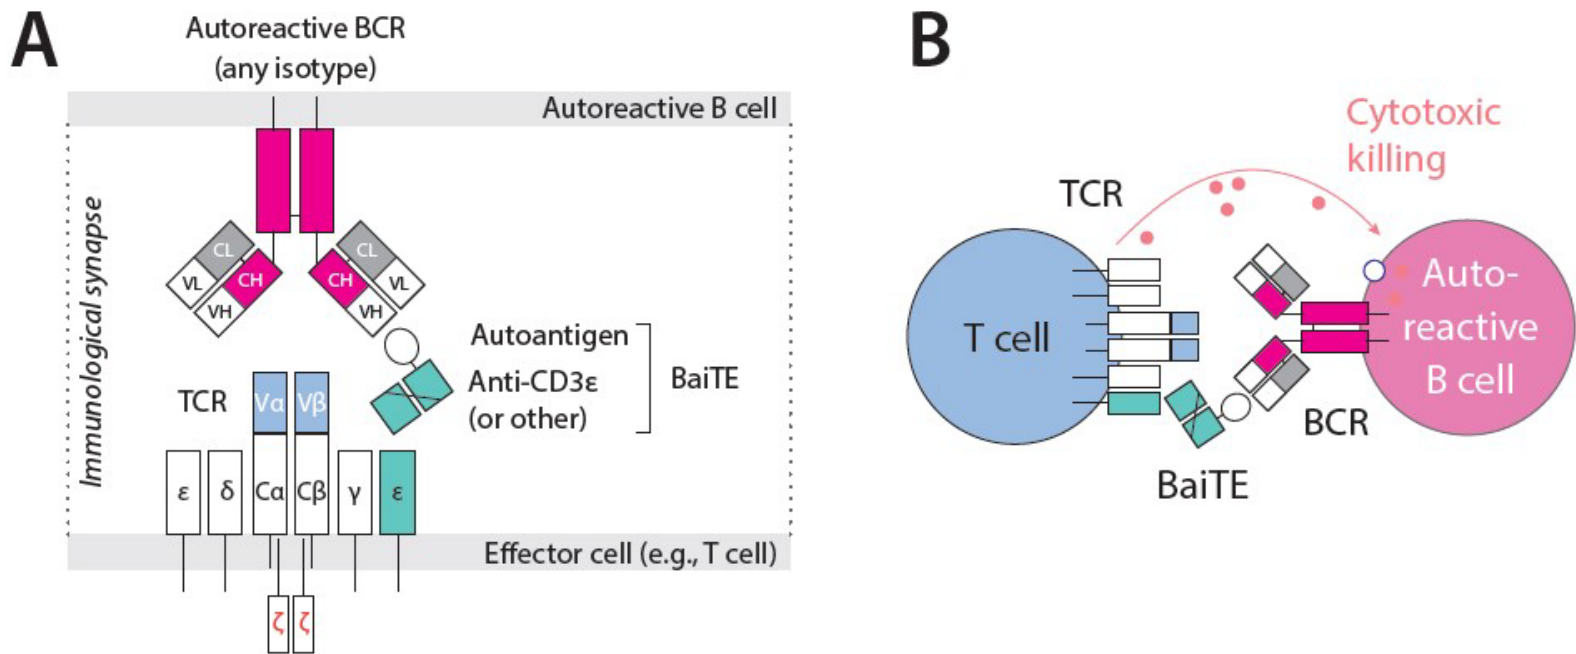 A
Autoreactive BCR
(any isotype)
Autoreactive B cell
Immunological synapse
CL
CL
VL
CH
CH
VL
VH
VH
Autoantigen
Anti-CD3ε
(or other)
BaiTE
TCR
Vα
Vβ
ε
δ
Cα
Cβ
γ
ε
Effector cell (e.g., T cell)
ζ
ζ
B
Cytotoxic
killing
TCR
T cell
Auto-
reactive
B cell
BCR
BaiTE